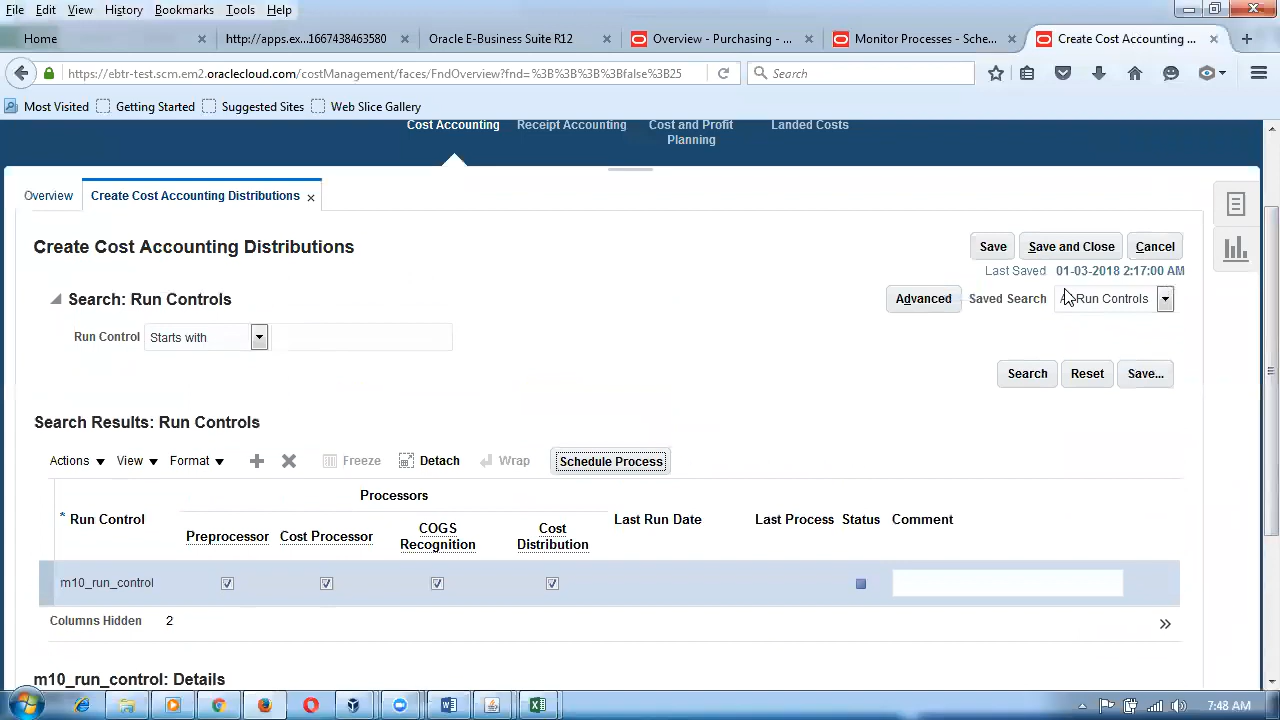 File Edit View History Bookmarks Tools Help
Home
http://apps.ex...1667438463580
Oracle E-Business Suite R12
Overview - Purchasing - ...
Monitor Processes - Sche...
Create Cost Accounting ...
https://ebtr-test.scm.em2.oraclecloud.com/costManagement/faces/FndOverview?fnd=%3B%3B%3B%3Bfalse%3B25
Search
Most Visited Getting Started Suggested Sites Web Slice Gallery
Cost Accounting Receipt Accounting Cost and Profit Planning Landed Costs
Overview Create Cost Accounting Distributions
Create Cost Accounting Distributions
Save Save and Close Cancel
Last Saved 01-03-2018 2:17:00 AM
Search: Run Controls
Advanced Saved Search Run Controls
Run Control Starts with
Search Reset Save...
Search Results: Run Controls
Actions View Format Freeze Detach Wrap Schedule Process
Processors
* Run Control Preprocessor Cost Processor COGS Recognition Cost Distribution Last Run Date Last Process Status Comment
m10_run_control
Columns Hidden 2
m10_run_control: Details
7:48 AM